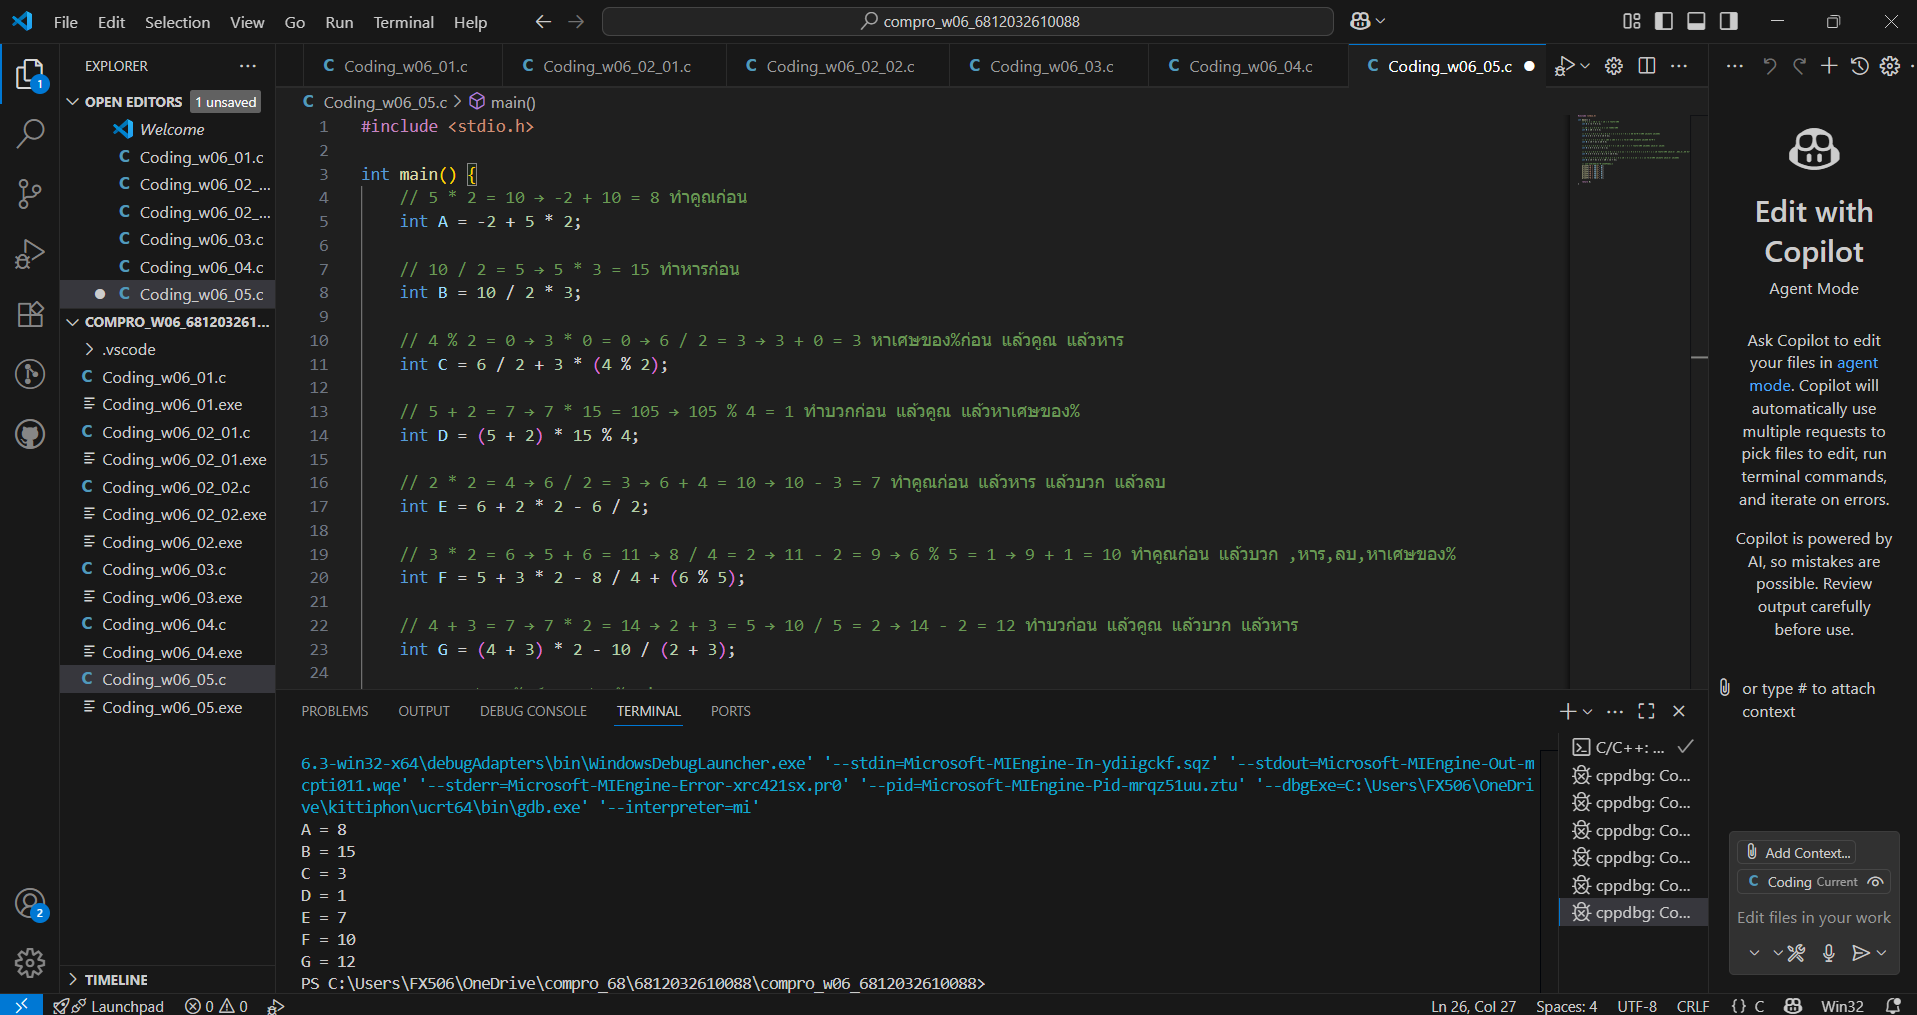 File Edit Selection View Go Run Terminal Help
compro_w06_6812032610088
EXPLORER
OPEN EDITORS 1 unsaved
Welcome
Coding_w06_01.c
Coding_w06_02_...
Coding_w06_02_...
Coding_w06_03.c
Coding_w06_04.c
Coding_w06_05.c
COMPRO_W06_681203261...
.vscode
Coding_w06_01.c
Coding_w06_01.exe
Coding_w06_02_01.c
Coding_w06_02_01.exe
Coding_w06_02_02.c
Coding_w06_02_02.exe
Coding_w06_02.exe
Coding_w06_03.c
Coding_w06_03.exe
Coding_w06_04.c
Coding_w06_04.exe
Coding_w06_05.c
Coding_w06_05.exe
TIMELINE
Coding_w06_01.c Coding_w06_02_01.c Coding_w06_02_02.c Coding_w06_03.c Coding_w06_04.c Coding_w06_05.c
Coding_w06_05.c > main()
1 #include <stdio.h>
2
3 int main() {
4 // 5 * 2 = 10 → -2 + 10 = 8 ทำคูณก่อน
5 int A = -2 + 5 * 2;
6
7 // 10 / 2 = 5 → 5 * 3 = 15 ทำหารก่อน
8 int B = 10 / 2 * 3;
9
10 // 4 % 2 = 0 → 3 * 0 = 0 → 6 / 2 = 3 → 3 + 0 = 3 หาเศษของ%ก่อน แล้วคูณ แล้วหาร
11 int C = 6 / 2 + 3 * (4 % 2);
12
13 // 5 + 2 = 7 → 7 * 15 = 105 → 105 % 4 = 1 ทำบวกก่อน แล้วคูณ แล้วหาเศษของ%
14 int D = (5 + 2) * 15 % 4;
15
16 // 2 * 2 = 4 → 6 / 2 = 3 → 6 + 4 = 10 → 10 - 3 = 7 ทำคูณก่อน แล้วหาร แล้วบวก แล้วลบ
17 int E = 6 + 2 * 2 - 6 / 2;
18
19 // 3 * 2 = 6 → 5 + 6 = 11 → 8 / 4 = 2 → 11 - 2 = 9 → 6 % 5 = 1 → 9 + 1 = 10 ทำคูณก่อน แล้วบวก ,หาร,ลบ,หาเศษของ%
20 int F = 5 + 3 * 2 - 8 / 4 + (6 % 5);
21
22 // 4 + 3 = 7 → 7 * 2 = 14 → 2 + 3 = 5 → 10 / 5 = 2 → 14 - 2 = 12 ทำบวก่อน แล้วคูณ แล้วบวก แล้วหาร
23 int G = (4 + 3) * 2 - 10 / (2 + 3);
24
PROBLEMS OUTPUT DEBUG CONSOLE TERMINAL PORTS
6.3-win32-x64\debugAdapters\bin\WindowsDebugLauncher.exe' '--stdin=Microsoft-MIEngine-In-ydiigckf.sqz' '--stdout=Microsoft-MIEngine-Out-m
cpti011.wqe' '--stderr=Microsoft-MIEngine-Error-xrc421sx.pr0' '--pid=Microsoft-MIEngine-Pid-mrqz51uu.ztu' '--dbgExe=C:\Users\FX506\OneDri
ve\kittiphon\ucrt64\bin\gdb.exe' '--interpreter=mi'
A = 8
B = 15
C = 3
D = 1
E = 7
F = 10
G = 12
PS C:\Users\FX506\OneDrive\compro_68\6812032610088\compro_w06_6812032610088>
C/C++: ...
cppdbg: Co...
cppdbg: Co...
cppdbg: Co...
cppdbg: Co...
cppdbg: Co...
cppdbg: Co...
Edit with
Copilot
Agent Mode
Ask Copilot to edit
your files in agent
mode. Copilot will
automatically use
multiple requests to
pick files to edit, run
terminal commands,
and iterate on errors.
Copilot is powered by
AI, so mistakes are
possible. Review
output carefully
before use.
or type # to attach
context
Add Context...
Coding Current
Edit files in your work
1
2
Launchpad 0 0
Ln 26, Col 27 Spaces: 4 UTF-8 CRLF {} C Win32